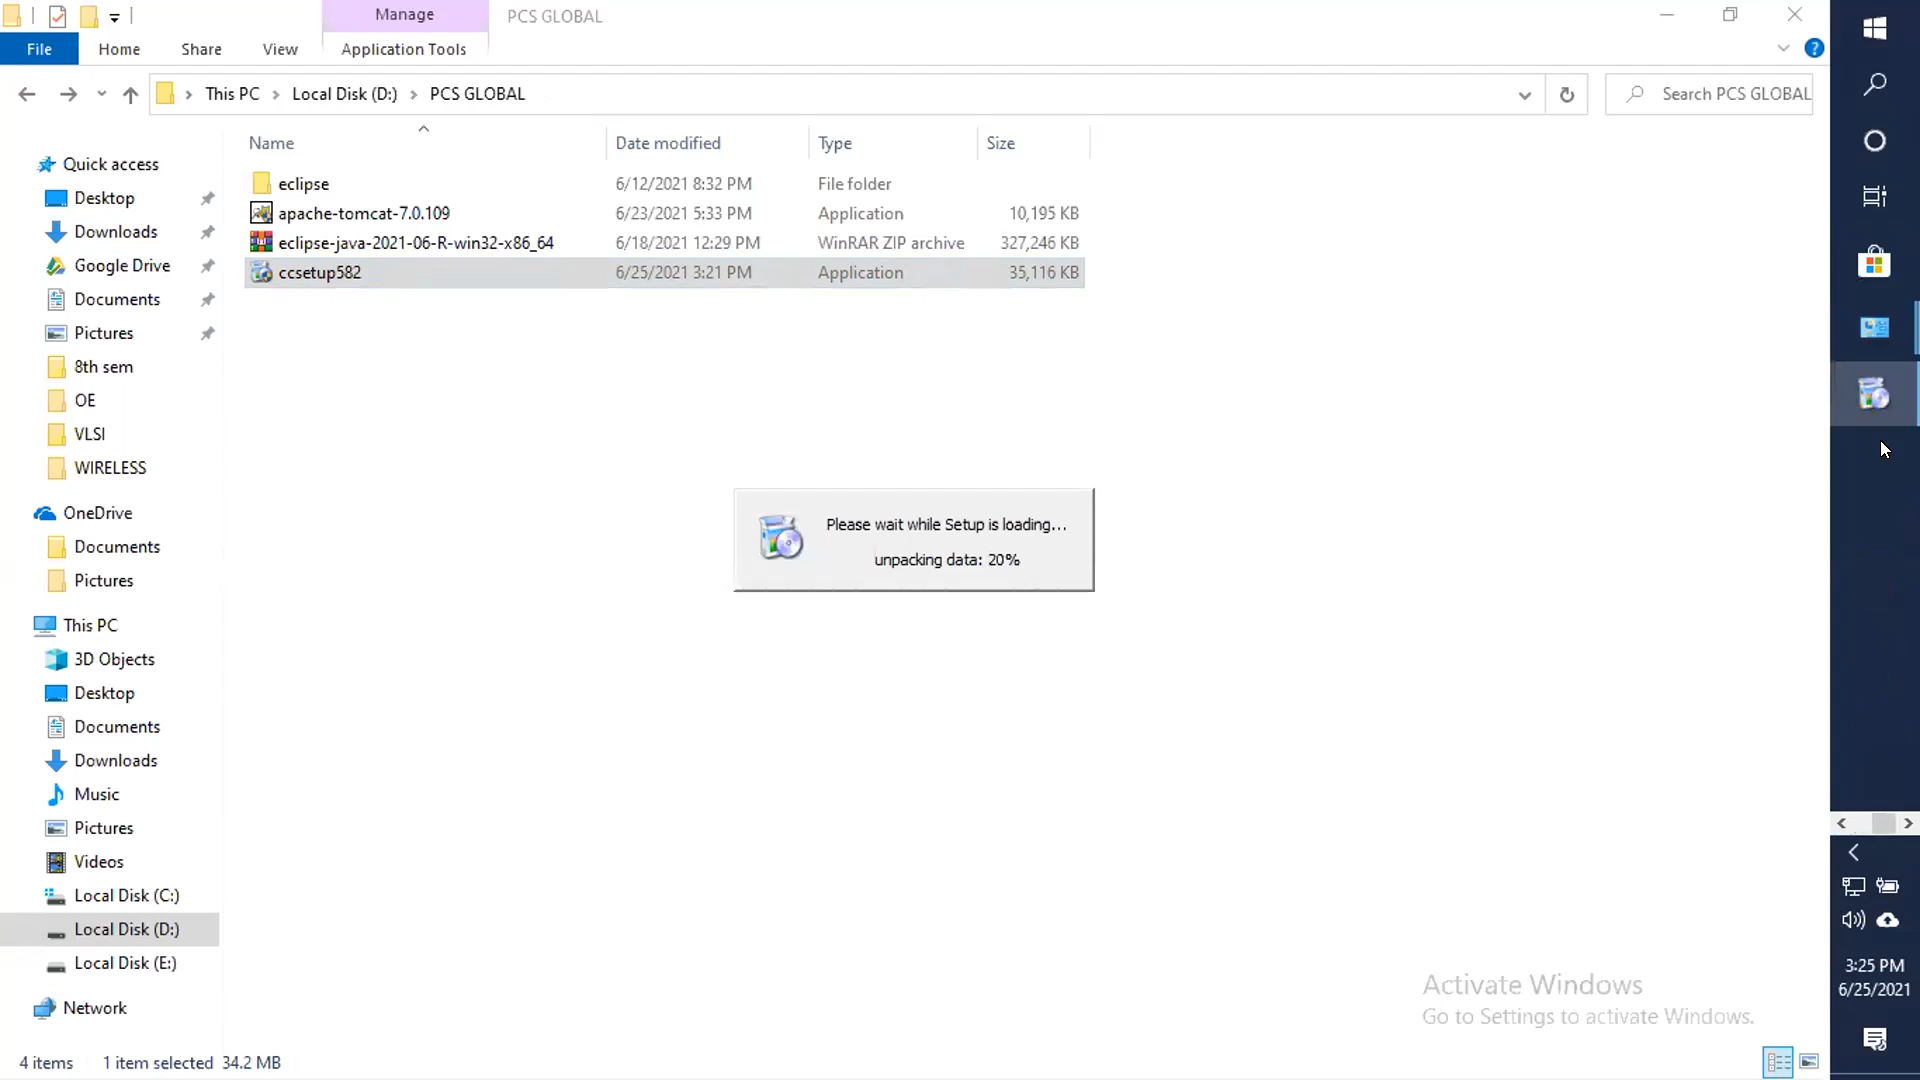 Manage
PCS GLOBAL
File
Home
Share
View
Application Tools
?
This PC
Local Disk (D:)
PCS GLOBAL
Search PCS GLOBAL
Name
Date modified
Type
Size
eclipse
6/12/2021 8:32 PM
File folder
apache-tomcat-7.0.109
6/23/2021 5:33 PM
Application
10,195 KB
eclipse-java-2021-06-R-win32-x86_64
6/18/2021 12:29 PM
WinRAR ZIP archive
327,246 KB
ccsetup582
6/25/2021 3:21 PM
Application
35,116 KB
Quick access
Desktop
Downloads
Google Drive
Documents
Pictures
8th sem
OE
VLSI
WIRELESS
OneDrive
Documents
Pictures
This PC
3D Objects
Desktop
Documents
Downloads
Music
Pictures
Videos
Local Disk (C:)
Local Disk (D:)
Local Disk (E:)
Network
Please wait while Setup is loading...
unpacking data: 20%
Activate Windows
Go to Settings to activate Windows.
3:25 PM
6/25/2021
4 items
1 item selected
34.2 MB